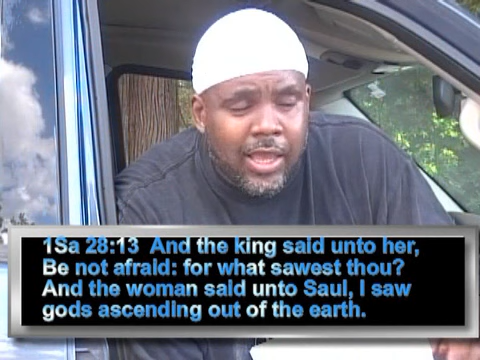 1Sa 28:13 And the king said unto her,
Be not afraid: for what sawest thou?
And the woman said unto Saul, I saw
gods ascending out of the earth.